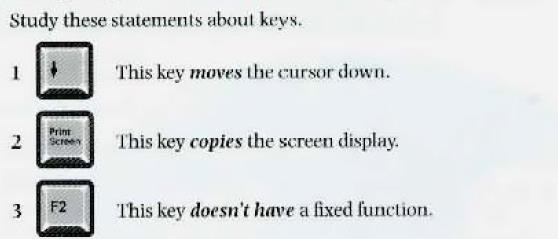 Study these statements about keys.
1 ↓ This key moves the cursor down.
2 Print Screen This key copies the screen display.
3 F2 This key doesn't have a fixed function.